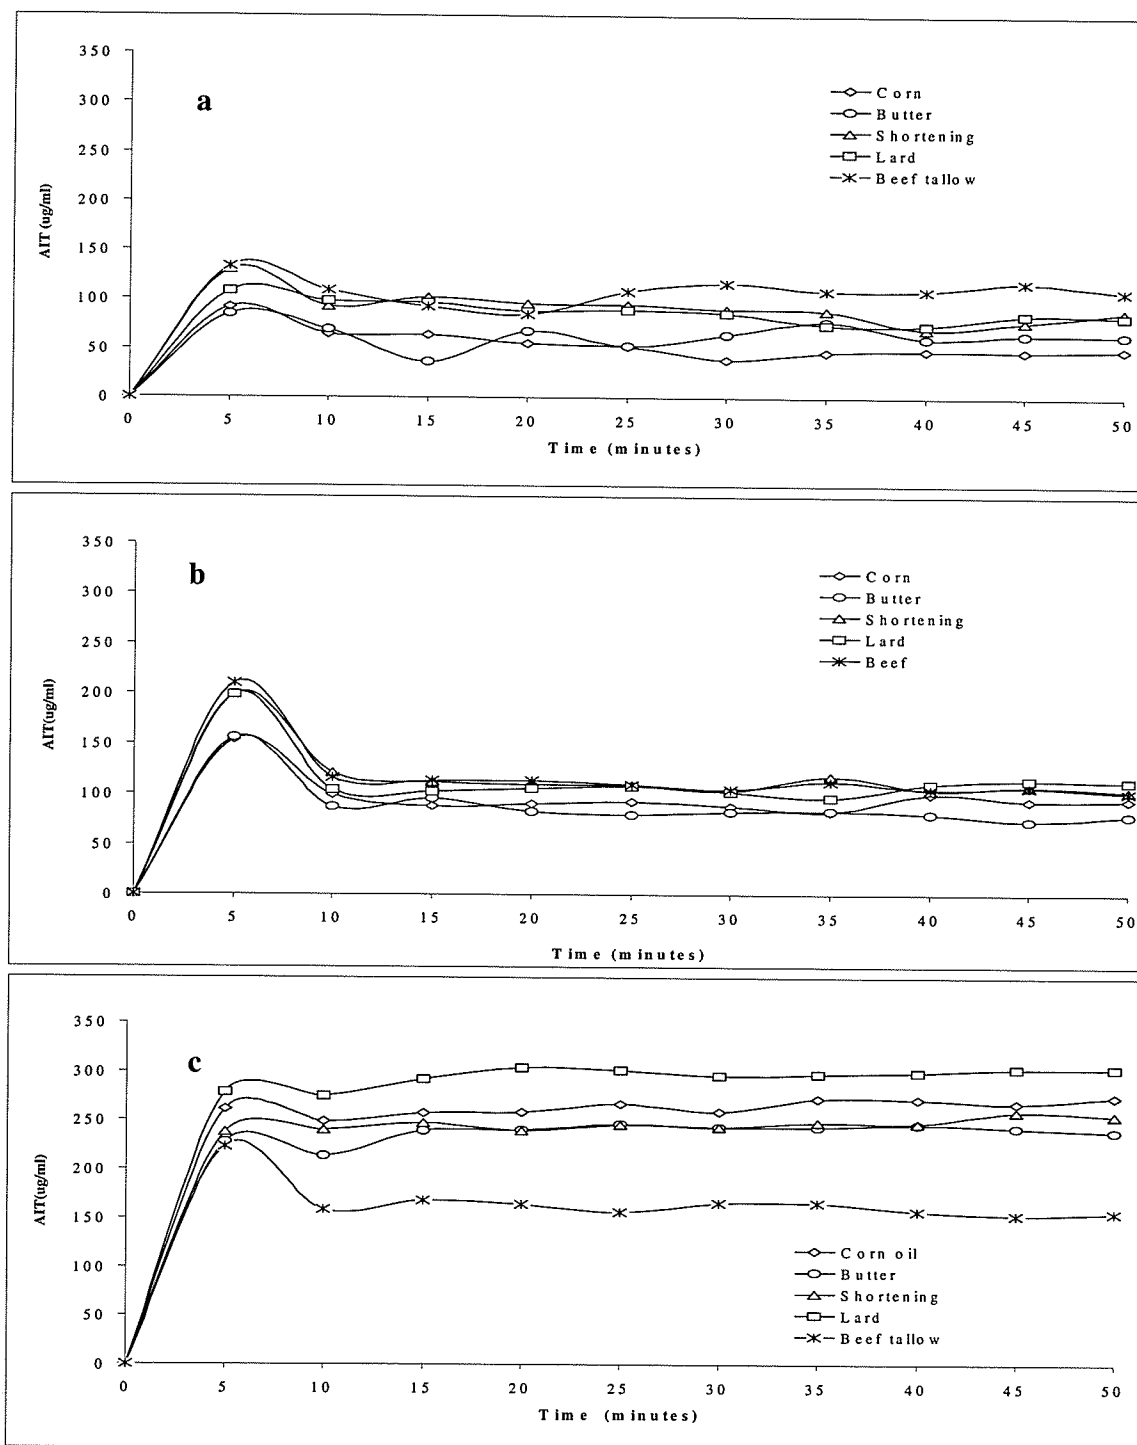 350
300
250
200
150
100
50
0
AIT (ug/ml)
a
Corn
Butter
Shortening
Lard
Beef tallow
0 5 10 15 20 25 30 35 40 45 50
Time (minutes)
350
300
250
200
150
100
50
0
AIT(ug/ml)
b
Corn
Butter
Shortening
Lard
Beef
0 5 10 15 20 25 30 35 40 45 50
Time (minutes)
350
300
250
200
150
100
50
0
AIT(ug/ml)
c
Corn oil
Butter
Shortening
Lard
Beef tallow
0 5 10 15 20 25 30 35 40 45 50
Time (minutes)